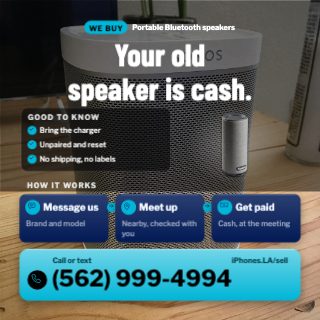 WE BUY Portable Bluetooth speakers
Your old
speaker is cash.
GOOD TO KNOW
Bring the charger
Unpaired and reset
No shipping, no labels
HOW IT WORKS
Message us
Brand and model
Meet up
Nearby, checked with
you
Get paid
Cash, at the meeting
Call or text
iPhones.LA/sell
(562) 999-4994